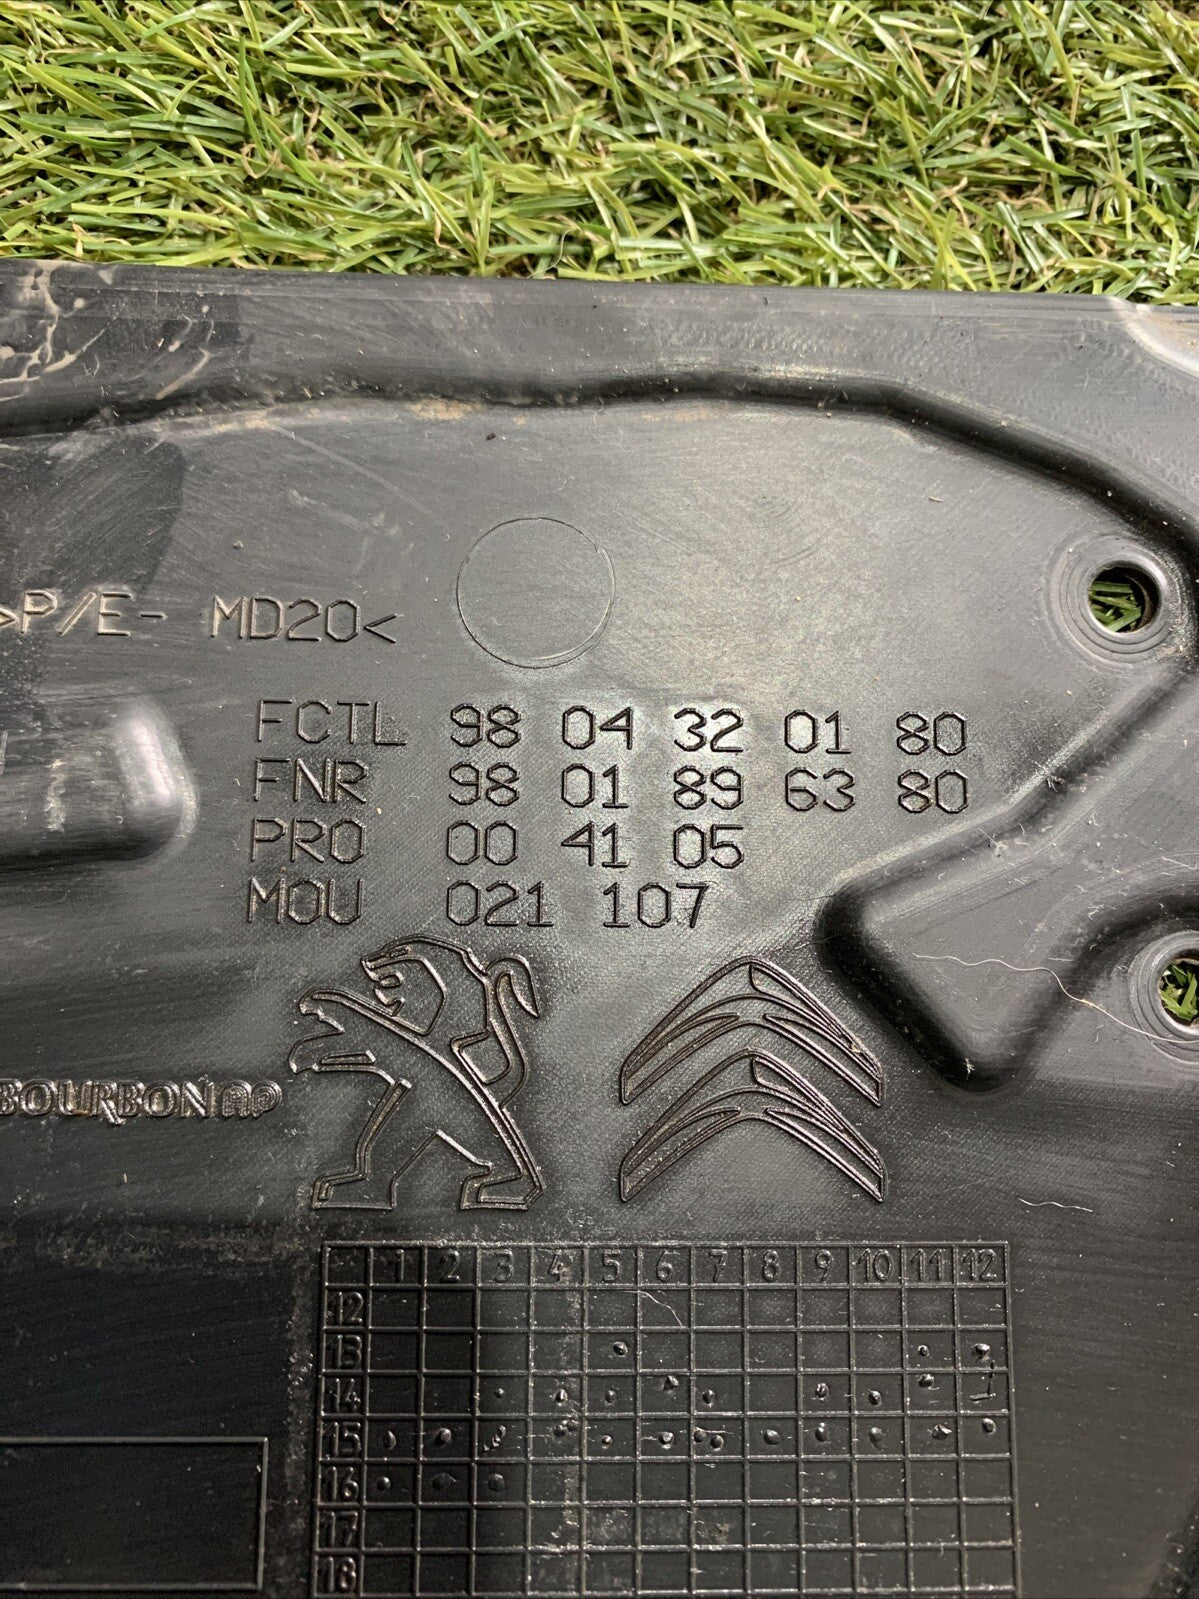 >P/E- MD20<
FCTL 98 04 32 01 80
FNR 98 01 89 63 80
PRO 00 41 05
MOU 021 107
BOURBON AP
1 2 3 4 5 6 7 8 9 10 11 12
12
13
14
15
16
17
18